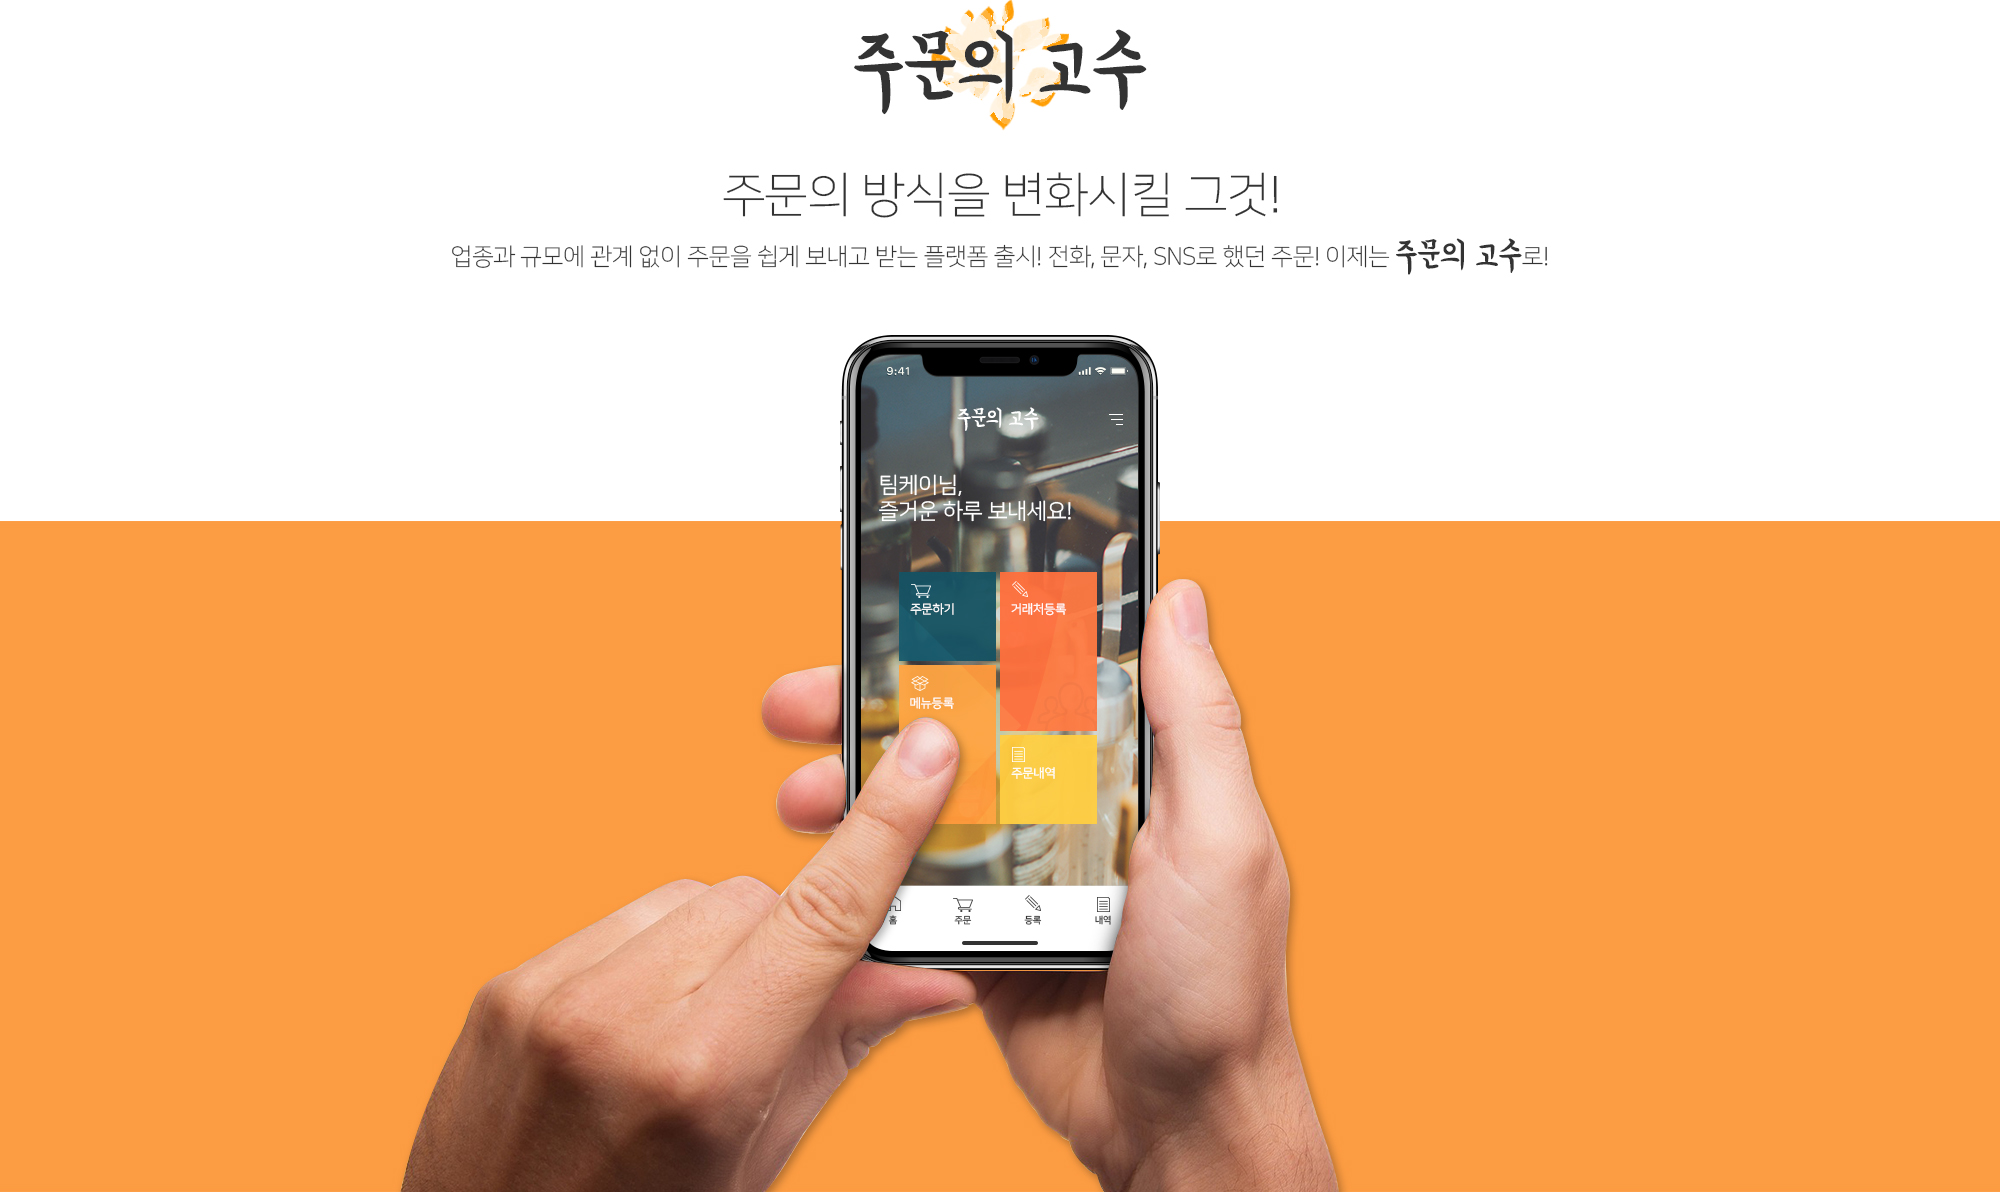 주문의 고수
주문의 방식을 변화시킬 그것!
업종과 규모에 관계 없이 주문을 쉽게 보내고 받는 플랫폼 출시! 전화, 문자, SNS로 했던 주문! 이제는 주문의 고수로!
9:41
주문의 고수
팀케이님,
즐거운 하루 보내세요!
주문하기
거래처등록
메뉴등록
주문내역
홈
주문
등록
내역